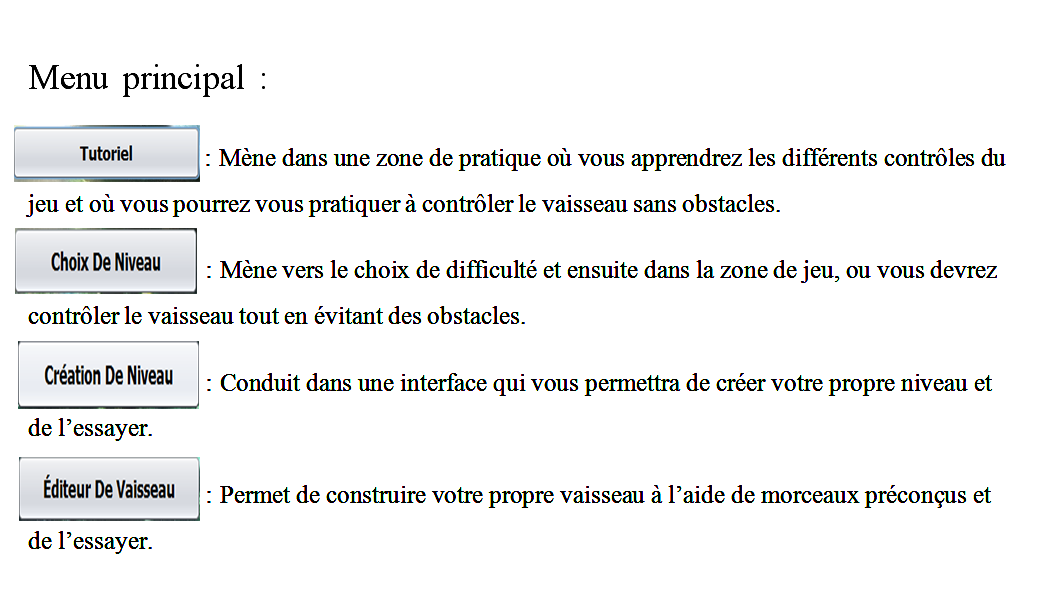 Menu principal :
Tutoriel : Mène dans une zone de pratique où vous apprendrez les différents contrôles du
jeu et où vous pourrez vous pratiquer à contrôler le vaisseau sans obstacles.
Choix De Niveau : Mène vers le choix de difficulté et ensuite dans la zone de jeu, ou vous devrez
contrôler le vaisseau tout en évitant des obstacles.
Création De Niveau : Conduit dans une interface qui vous permettra de créer votre propre niveau et
de l’essayer.
Éditeur De Vaisseau : Permet de construire votre propre vaisseau à l’aide de morceaux préconçus et
de l’essayer.